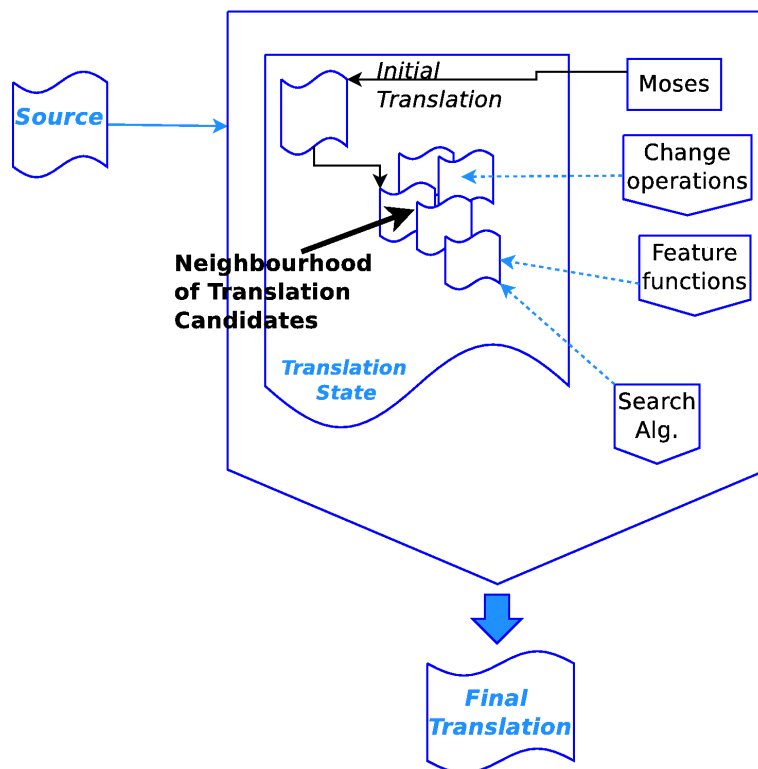 Source
Initial
Translation
Moses
Change
operations
Neighbourhood
of Translation
Candidates
Feature
functions
Translation
State
Search
Alg.
Final
Translation